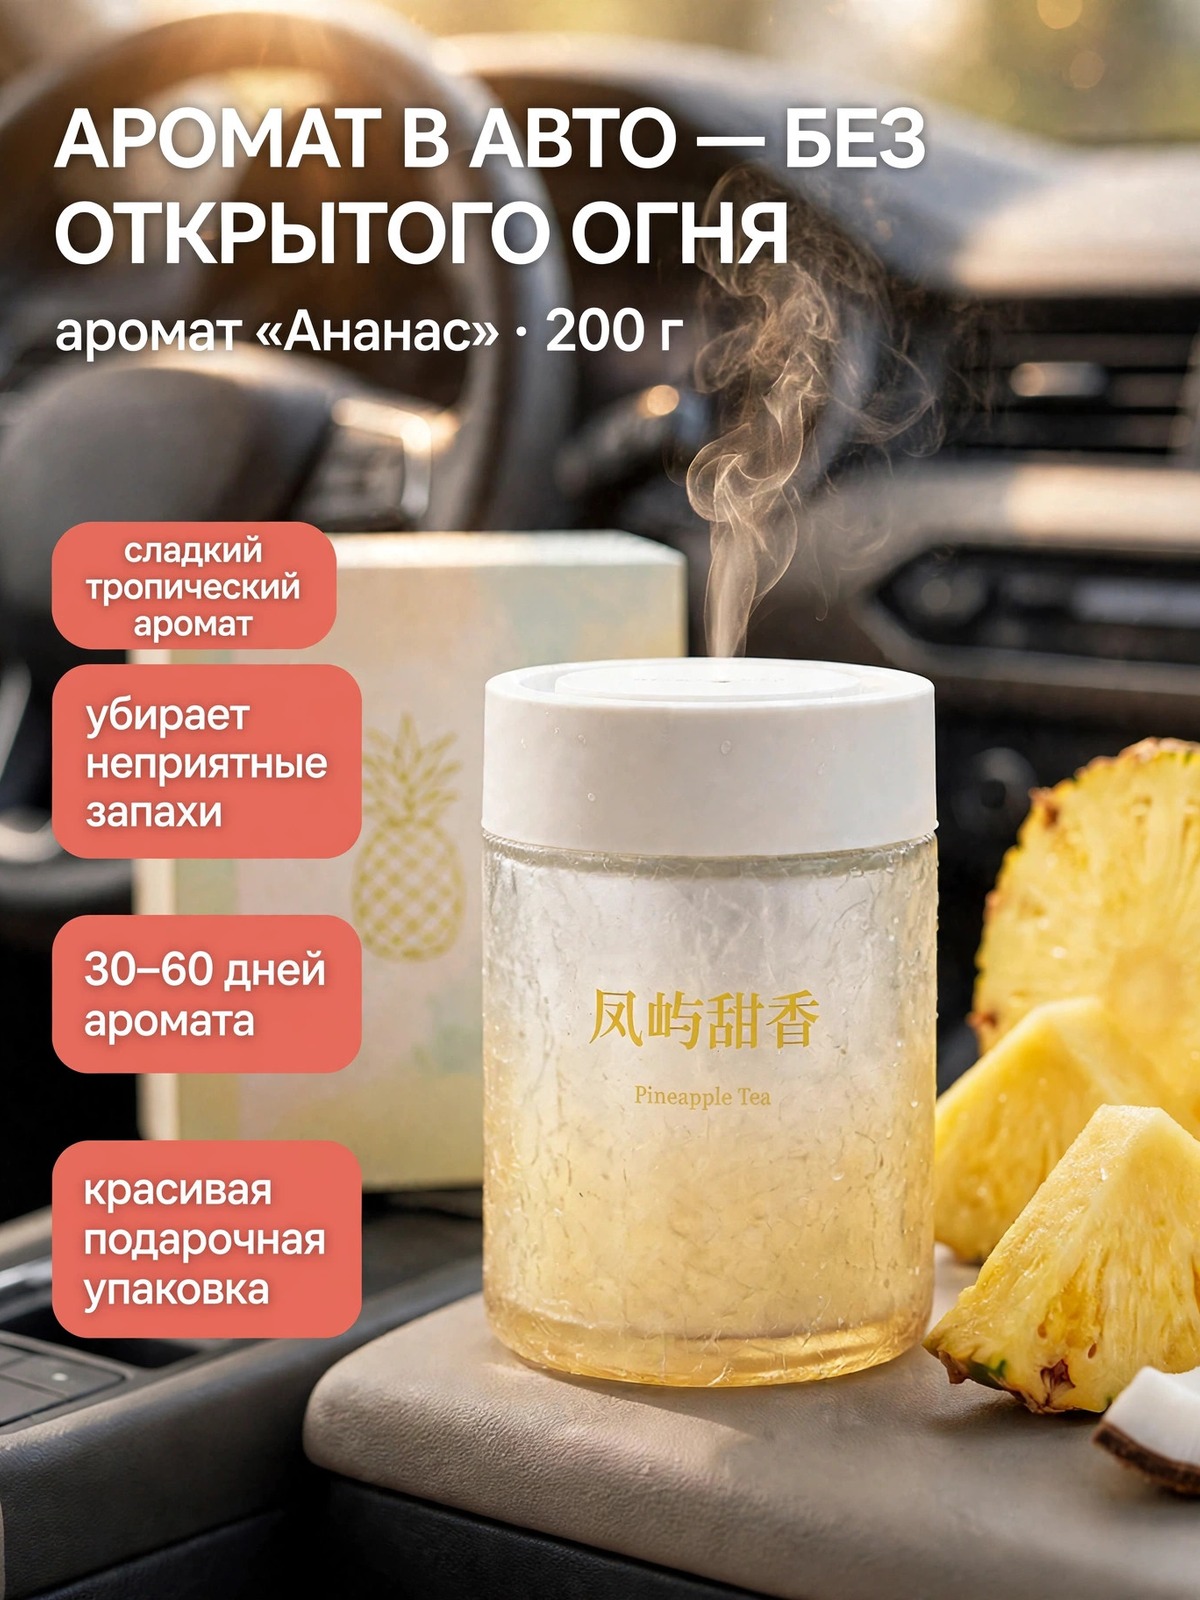 АРОМАТ В АВТО — БЕЗ
ОТКРЫТОГО ОГНЯ
аромат «Ананас» · 200 г
сладкий
тропический
аромат
убирает
неприятные
запахи
30–60 дней
аромата
красивая
подарочная
упаковка
凤屿甜香
Pineapple Tea